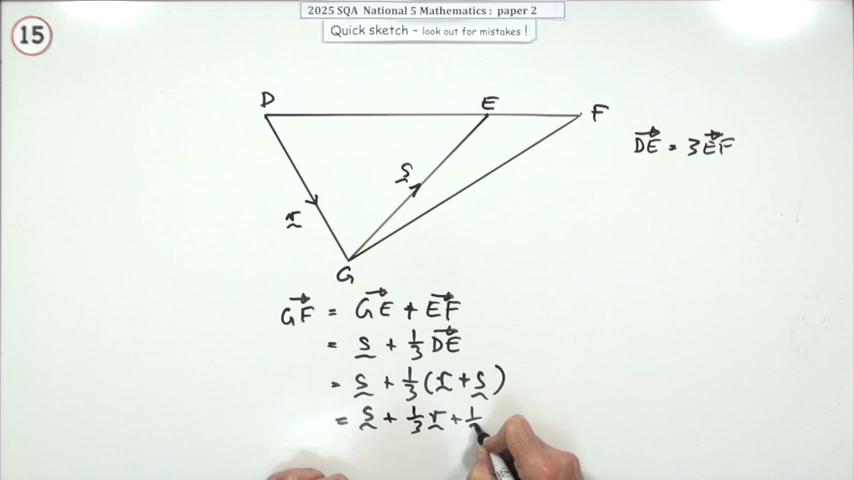 2025 SQA National 5 Mathematics : paper 2
Quick sketch – look out for mistakes !
15
D E F
DE = 3EF
s
r
G
GF = GE + EF
= s + 1/3 DE
= s + 1/3 (r + s)
= s + 1/3 r + 1/